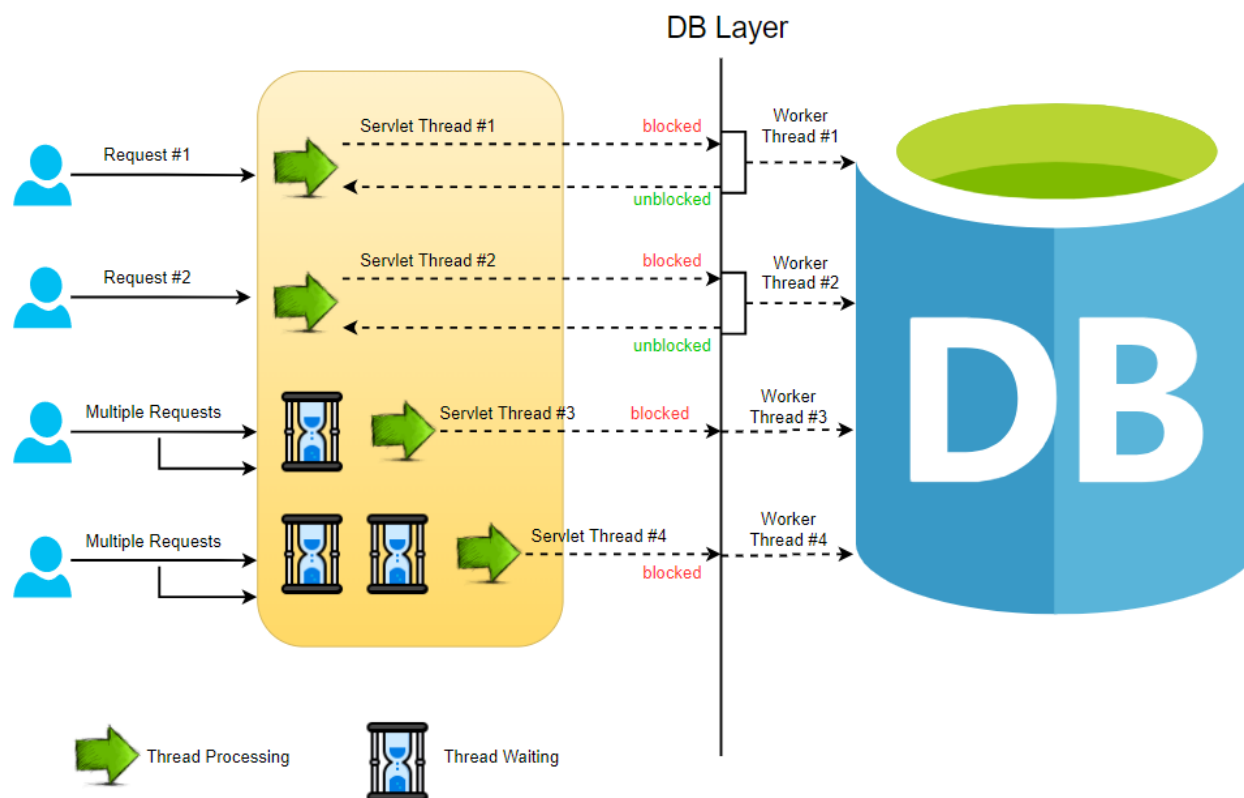 DB Layer
Request #1
Servlet Thread #1
blocked
unblocked
Worker
Thread #1
Request #2
Servlet Thread #2
blocked
unblocked
Worker
Thread #2
Multiple Requests
Servlet Thread #3
blocked
Worker
Thread #3
DB
Multiple Requests
Servlet Thread #4
blocked
Worker
Thread #4
Thread Processing
Thread Waiting